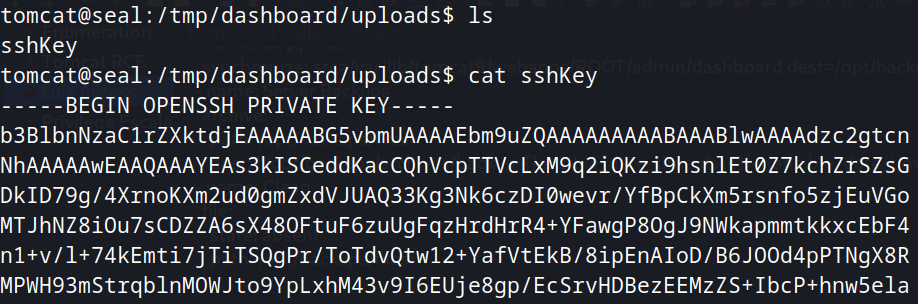 tomcat@seal:/tmp/dashboard/uploads$ ls
sshKey
tomcat@seal:/tmp/dashboard/uploads$ cat sshKey
-----BEGIN OPENSSH PRIVATE KEY-----
b3BlbnNzaC1rZXktdjEAAAAABG5vbmUAAAAEbm9uZQAAAAAAAAABAAABlwAAAAdzc2gtcn
NhAAAAAwEAAQAAAYEAs3kISCeddKacCQhVcpTTVcLxM9q2iQKzi9hsnlEt0Z7kchZrSZsG
DkID79g/4XrnoKXm2ud0gmZxdVJUAQ33Kg3Nk6czDI0wevr/YfBpCkXm5rsnfo5zjEuVGo
MTJhNZ8iOu7sCDZZA6sX48OFtuF6zuUgFqzHrdHrR4+YFawgP8OgJ9NWkapmmtkkxcEbF4
n1+v/l+74kEmti7jTiTSQgPr/ToTdvQtw12+YafVtEkB/8ipEnAIoD/B6JOOd4pPTNgX8R
MPWH93mStrqblnMOWJto9YpLxhM43v9I6EUje8gp/EcSrvHDBezEEMzZS+IbcP+hnw5ela